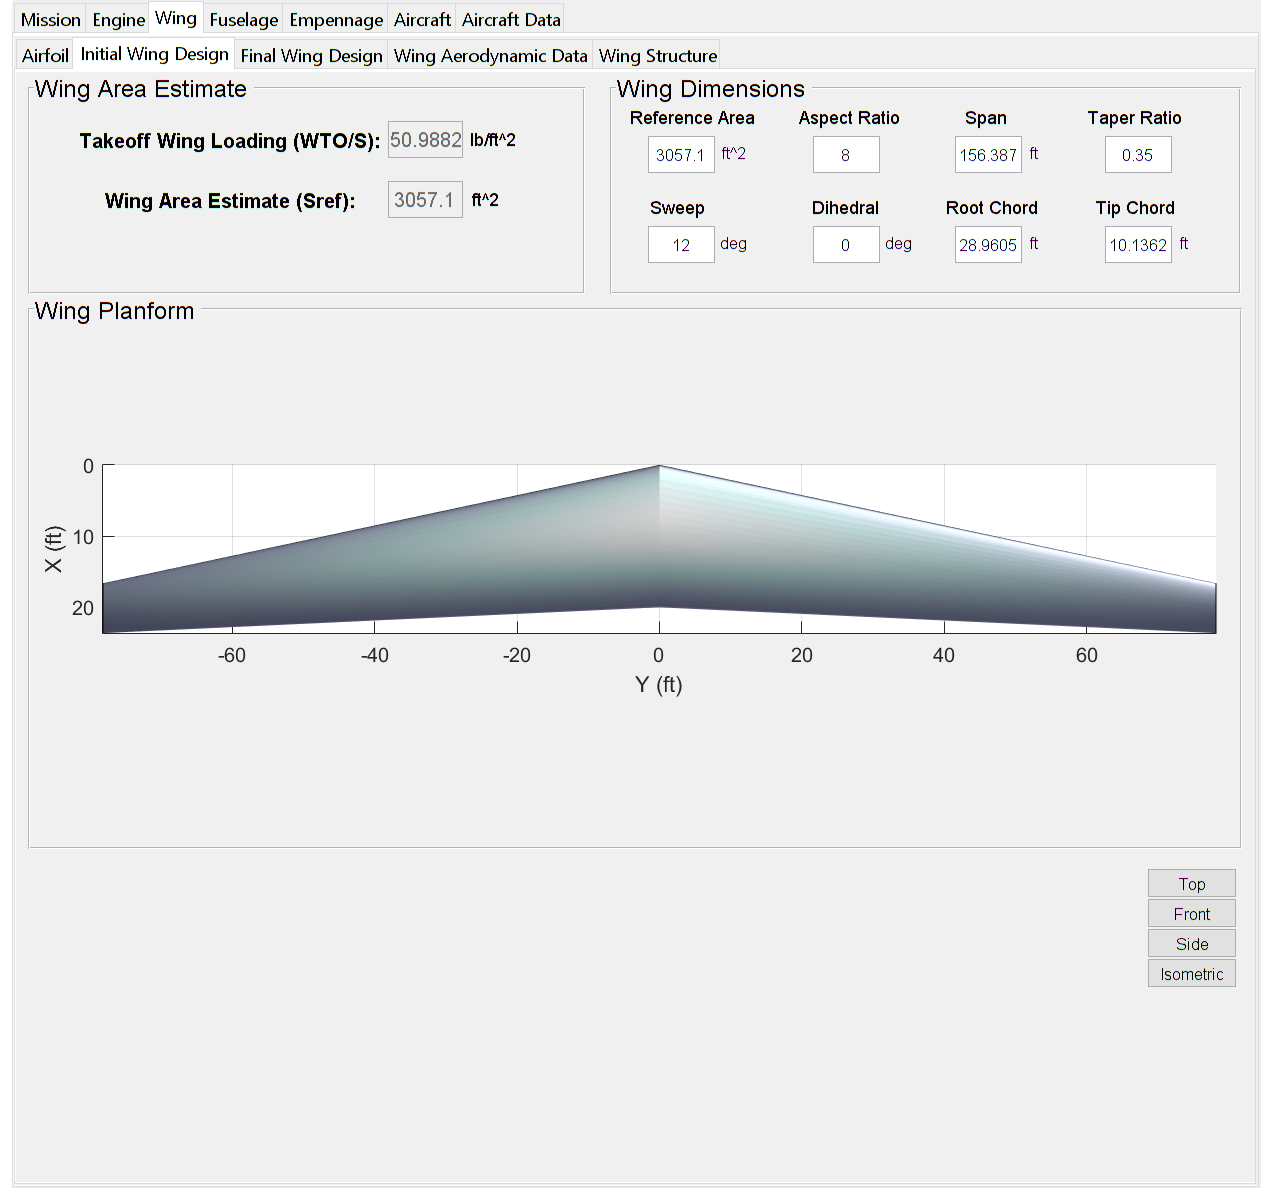 Mission Engine Wing Fuselage Empennage Aircraft Aircraft Data
Airfoil Initial Wing Design Final Wing Design Wing Aerodynamic Data Wing Structure
Wing Area Estimate
Takeoff Wing Loading (WTO/S): 50.9882 lb/ft^2
Wing Area Estimate (Sref): 3057.1 ft^2
Wing Dimensions
Reference Area Aspect Ratio Span Taper Ratio
3057.1 ft^2 8 156.387 ft 0.35
Sweep Dihedral Root Chord Tip Chord
12 deg 0 deg 28.9605 ft 10.1362 ft
Wing Planform
0
10
20
X (ft)
-60 -40 -20 0 20 40 60
Y (ft)
Top
Front
Side
Isometric